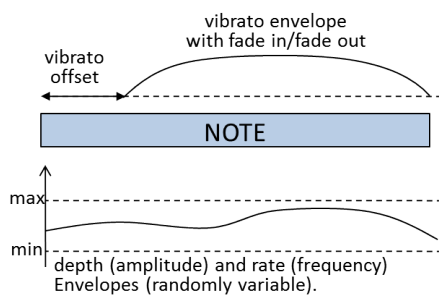 vibrato envelope
with fade in/fade out
vibrato
offset
NOTE
max
min
depth (amplitude) and rate (frequency)
Envelopes (randomly variable).